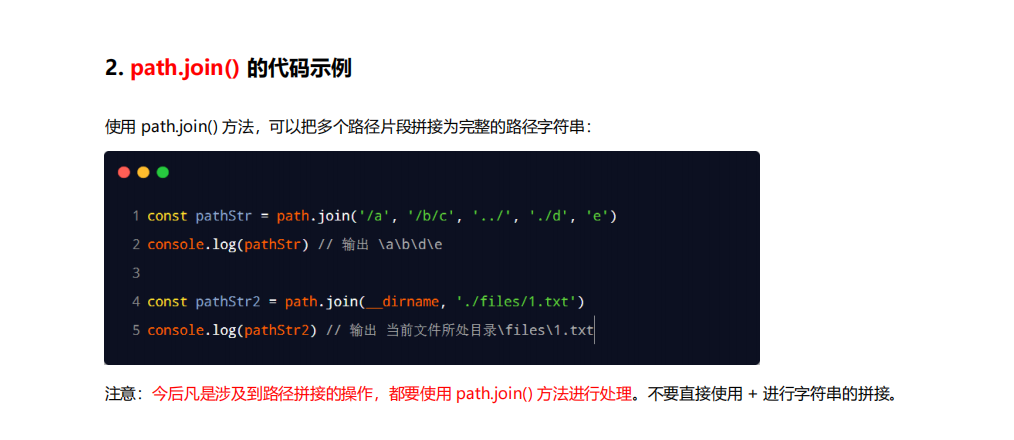 2. path.join() 的代码示例
使用 path.join() 方法，可以把多个路径片段拼接为完整的路径字符串：
1 const pathStr = path.join('/a', '/b/c', '../', './d', 'e')
2 console.log(pathStr) // 输出 \a\b\d\e
3
4 const pathStr2 = path.join(__dirname, './files/1.txt')
5 console.log(pathStr2) // 输出 当前文件所处目录\files\1.txt
注意：今后凡是涉及到路径拼接的操作，都要使用 path.join() 方法进行处理。不要直接使用 + 进行字符串的拼接。